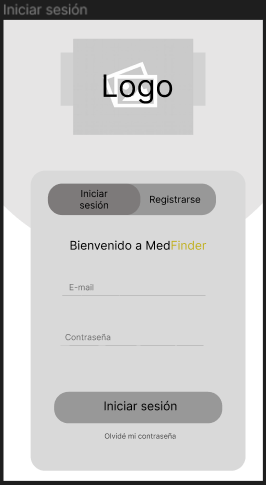 Iniciar sesión
Logo
Iniciar
sesión
Registrarse
Bienvenido a MedFinder
E-mail
Contraseña
Iniciar sesión
Olvidé mi contraseña